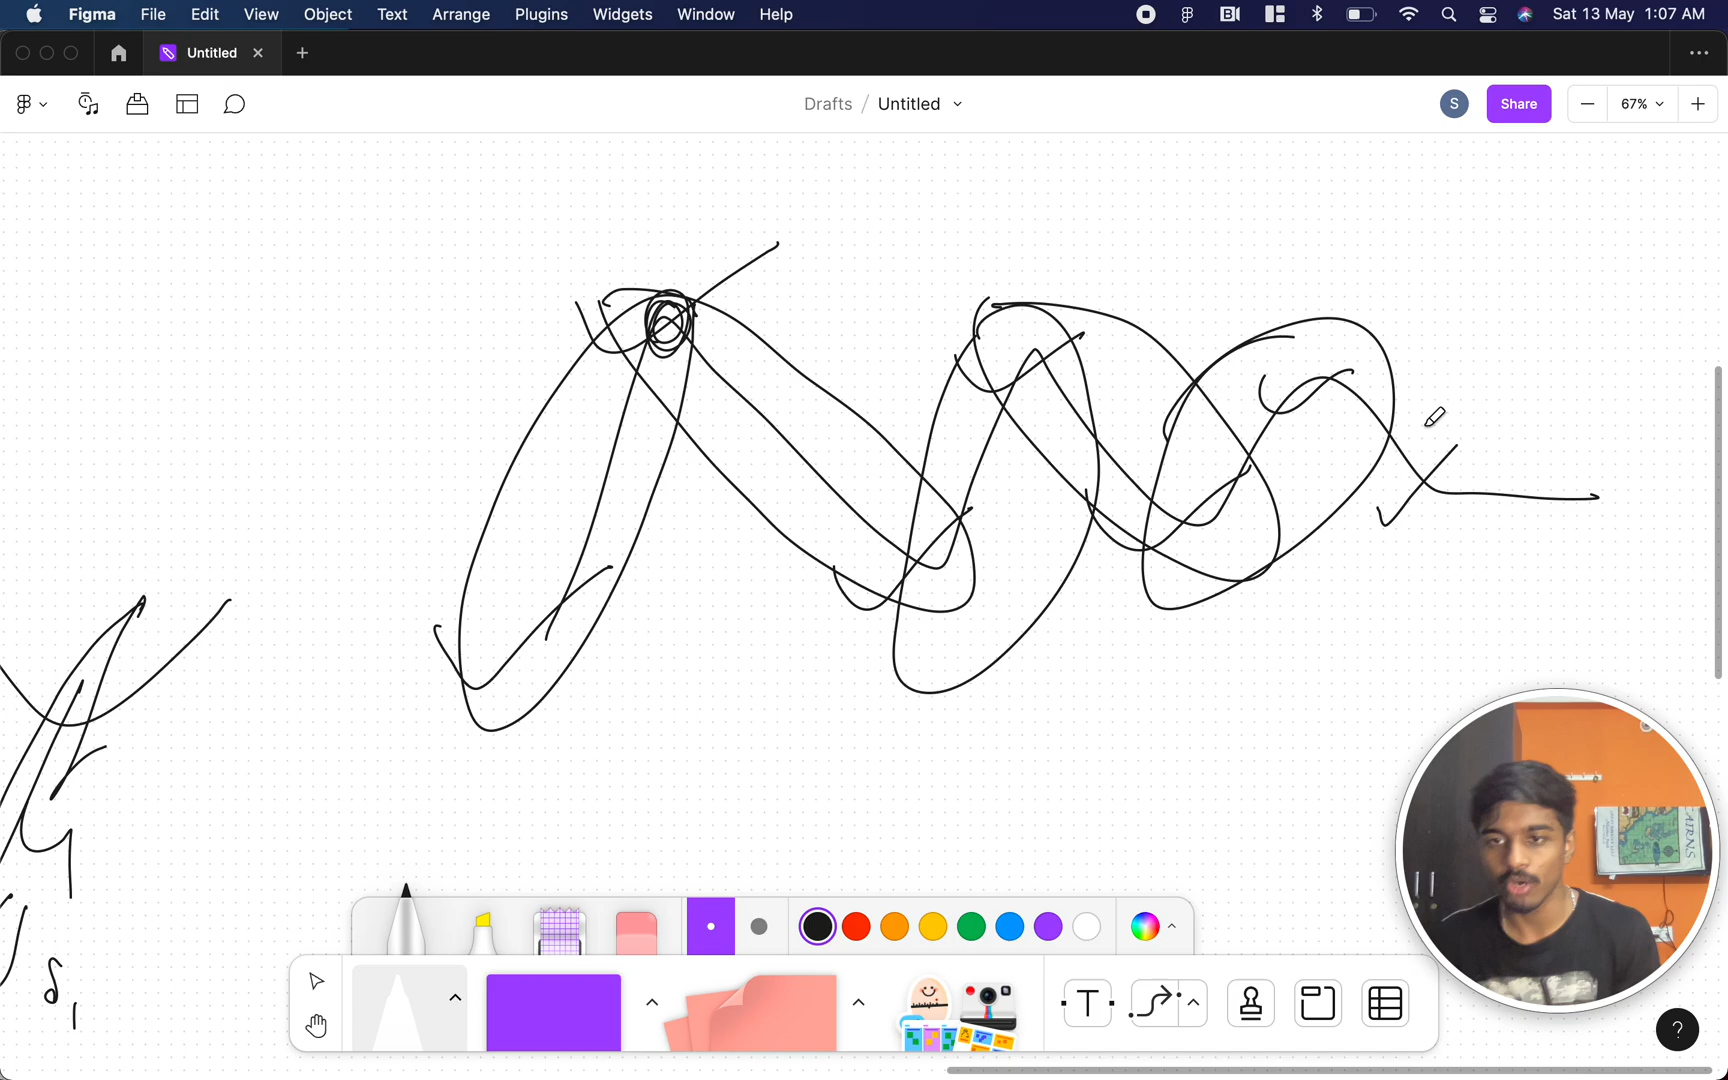 Figma File Edit View Object Text Arrange Plugins Widgets Window Help Sat 13 May 1:07 AM
Untitled
Drafts / Untitled
S Share 67%
T
?